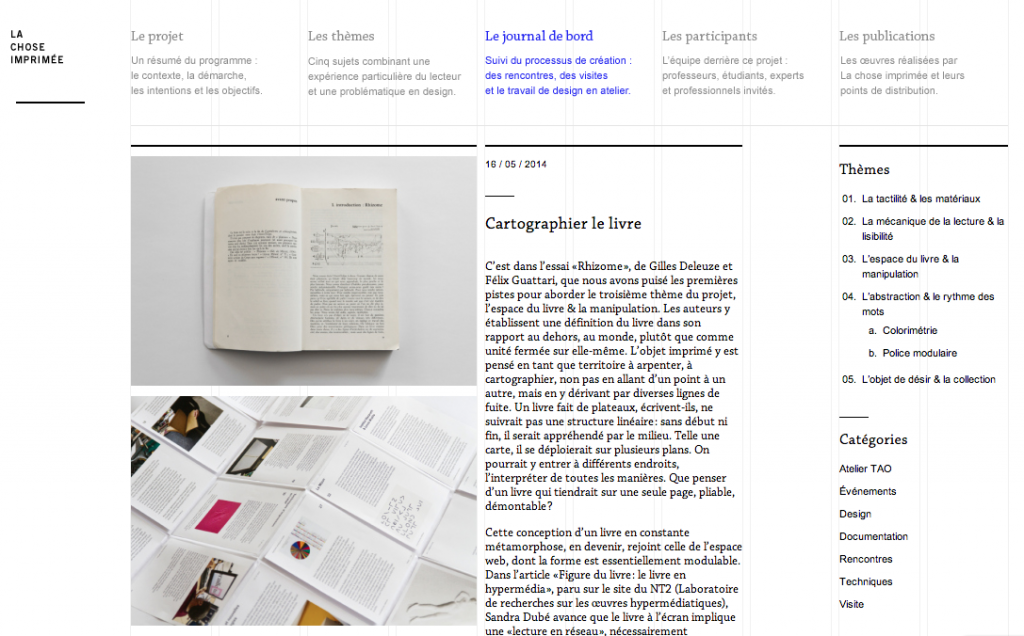 LA
CHOSE
IMPRIMÉE
Le projet
Un résumé du programme :
le contexte, la démarche,
les intentions et les objectifs.
Les thèmes
Cinq sujets combinant une
expérience particulière du lecteur
et une problématique en design.
Le journal de bord
Suivi du processus de création :
des rencontres, des visites
et le travail de design en atelier.
Les participants
L'équipe derrière ce projet :
professeurs, étudiants, experts
et professionnels invités.
Les publications
Les œuvres réalisées par
La chose imprimée et leurs
points de distribution.
1. introduction : Rhizome
16 / 05 / 2014
Cartographier le livre
C'est dans l'essai «Rhizome», de Gilles Deleuze et
Félix Guattari, que nous avons puisé les premières
pistes pour aborder le troisième thème du projet,
l'espace du livre & la manipulation. Les auteurs y
établissent une définition du livre dans son
rapport au dehors, au monde, plutôt que comme
unité fermée sur elle-même. L'objet imprimé y est
pensé en tant que territoire à arpenter, à
cartographier, non pas en allant d'un point à un
autre, mais en y dérivant par diverses lignes de
fuite. Un livre fait de plateaux, écrivent-ils, ne
suivrait pas une structure linéaire: sans début ni
fin, il serait appréhendé par le milieu. Telle une
carte, il se déploierait sur plusieurs plans. On
pourrait y entrer à différents endroits,
l'interpréter de toutes les manières. Que penser
d'un livre qui tiendrait sur une seule page, pliable,
démontable?
Cette conception d'un livre en constante
métamorphose, en devenir, rejoint celle de l'espace
web, dont la forme est essentiellement modulable.
Dans l'article «Figure du livre: le livre en
hypermédia», paru sur le site du NT2 (Laboratoire
de recherches sur les œuvres hypermédiatiques),
Sandra Dubé avance que le livre à l'écran implique
une «lecture en réseau», nécessairement
Thèmes
01. La tactilité & les matériaux
02. La mécanique de la lecture & la
lisibilité
03. L'espace du livre & la
manipulation
04. L'abstraction & le rythme des
mots
a. Colorimétrie
b. Police modulaire
05. L'objet de désir & la collection
Catégories
Atelier TAO
Événements
Design
Documentation
Rencontres
Techniques
Visite